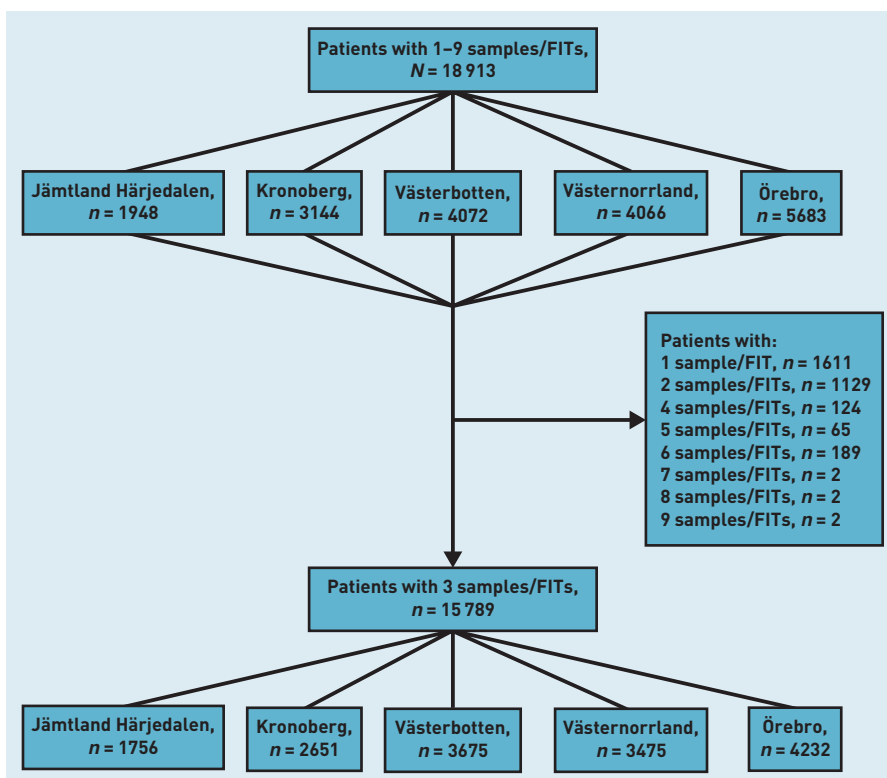 Patients with 1–9 samples/FITs,
N = 18 913
Jämtland Härjedalen,
n = 1948
Kronoberg,
n = 3144
Västerbotten,
n = 4072
Västernorrland,
n = 4066
Örebro,
n = 5683
Patients with:
1 sample/FIT, n = 1611
2 samples/FITs, n = 1129
4 samples/FITs, n = 124
5 samples/FITs, n = 65
6 samples/FITs, n = 189
7 samples/FITs, n = 2
8 samples/FITs, n = 2
9 samples/FITs, n = 2
Patients with 3 samples/FITs,
n = 15 789
Jämtland Härjedalen,
n = 1756
Kronoberg,
n = 2651
Västerbotten,
n = 3675
Västernorrland,
n = 3475
Örebro,
n = 4232